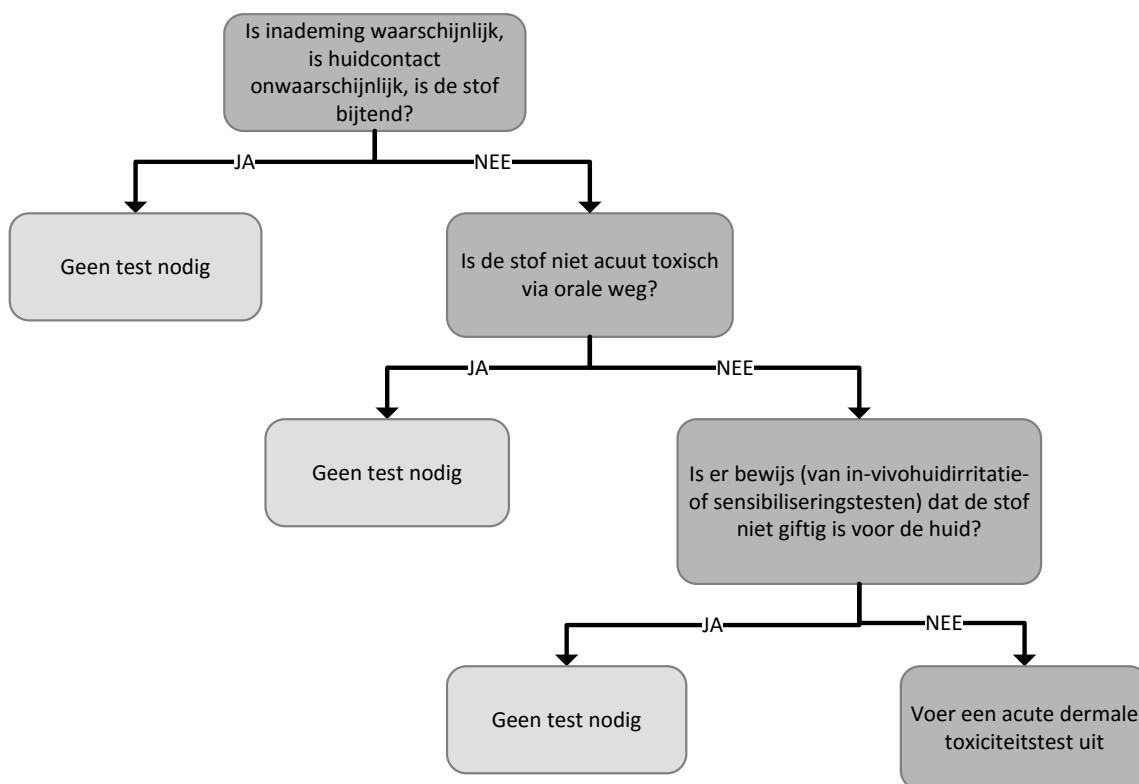 Is inademing waarschijnlijk,
is huidcontact
onwaarschijnlijk, is de stof
bijtend?
JA
NEE
Geen test nodig
Is de stof niet acuut toxisch
via orale weg?
JA
NEE
Geen test nodig
Is er bewijs (van in-vivohuidirritatie-
of sensibiliseringstesten) dat de stof
niet giftig is voor de huid?
JA
NEE
Geen test nodig
Voer een acute dermale
toxiciteitstest uit